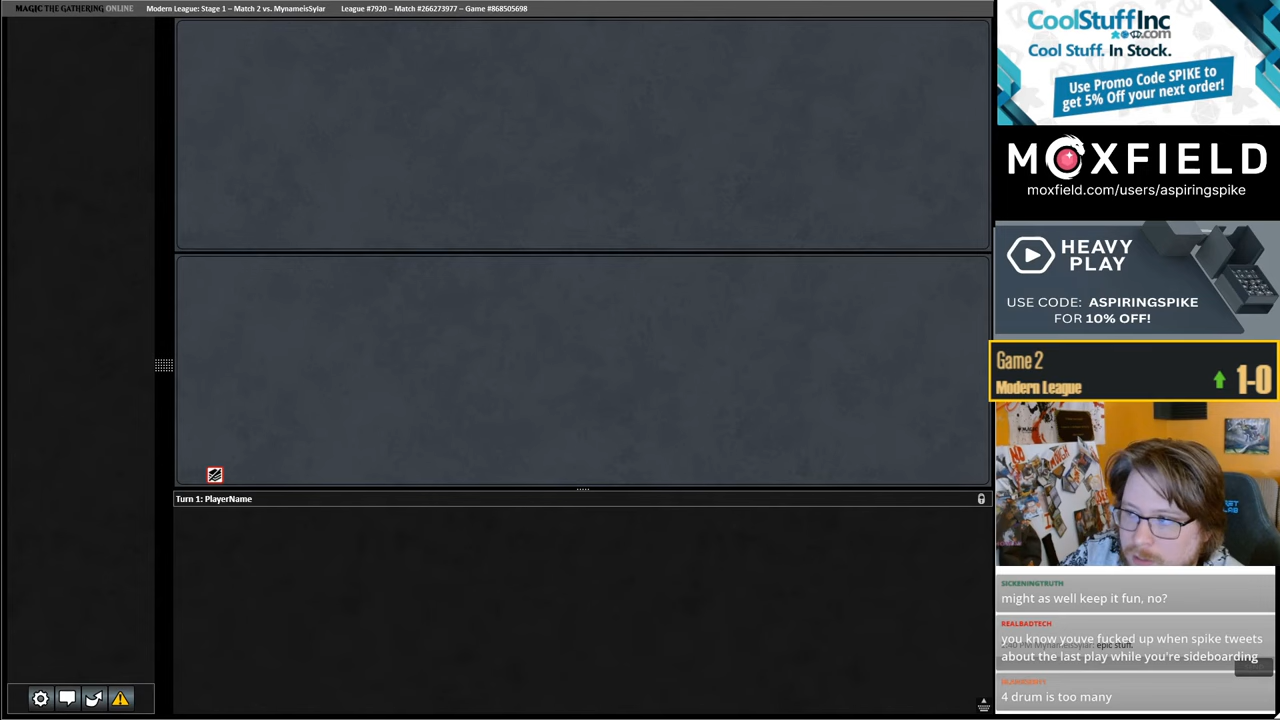 MAGIC THE GATHERING ONLINE
Modern League: Stage 1 – Match 2 vs. MynameisSylar
League #7920 – Match #266273977 – Game #868505698
CoolStuffInc
.com
Cool Stuff. In Stock.
Use Promo Code SPIKE to
get 5% Off your next order!
MOXFIELD
moxfield.com/users/aspiringspike
HEAVY
PLAY
USE CODE: ASPIRINGSPIKE
FOR 10% OFF!
Game 2
Modern League
1-0
Turn 1: PlayerName
SICKENINGTRUTH
might as well keep it fun, no?
REALBADTECH
you know youve fucked up when spike tweets
MynameisSylar: epic stuff.
about the last play while you're sideboarding
4 drum is too many